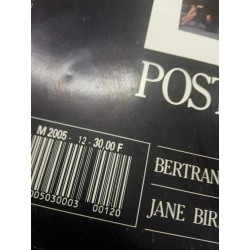 POST
M 2005 - 12 - 30,00 F
BERTRAN
005030003 00120
JANE BIR